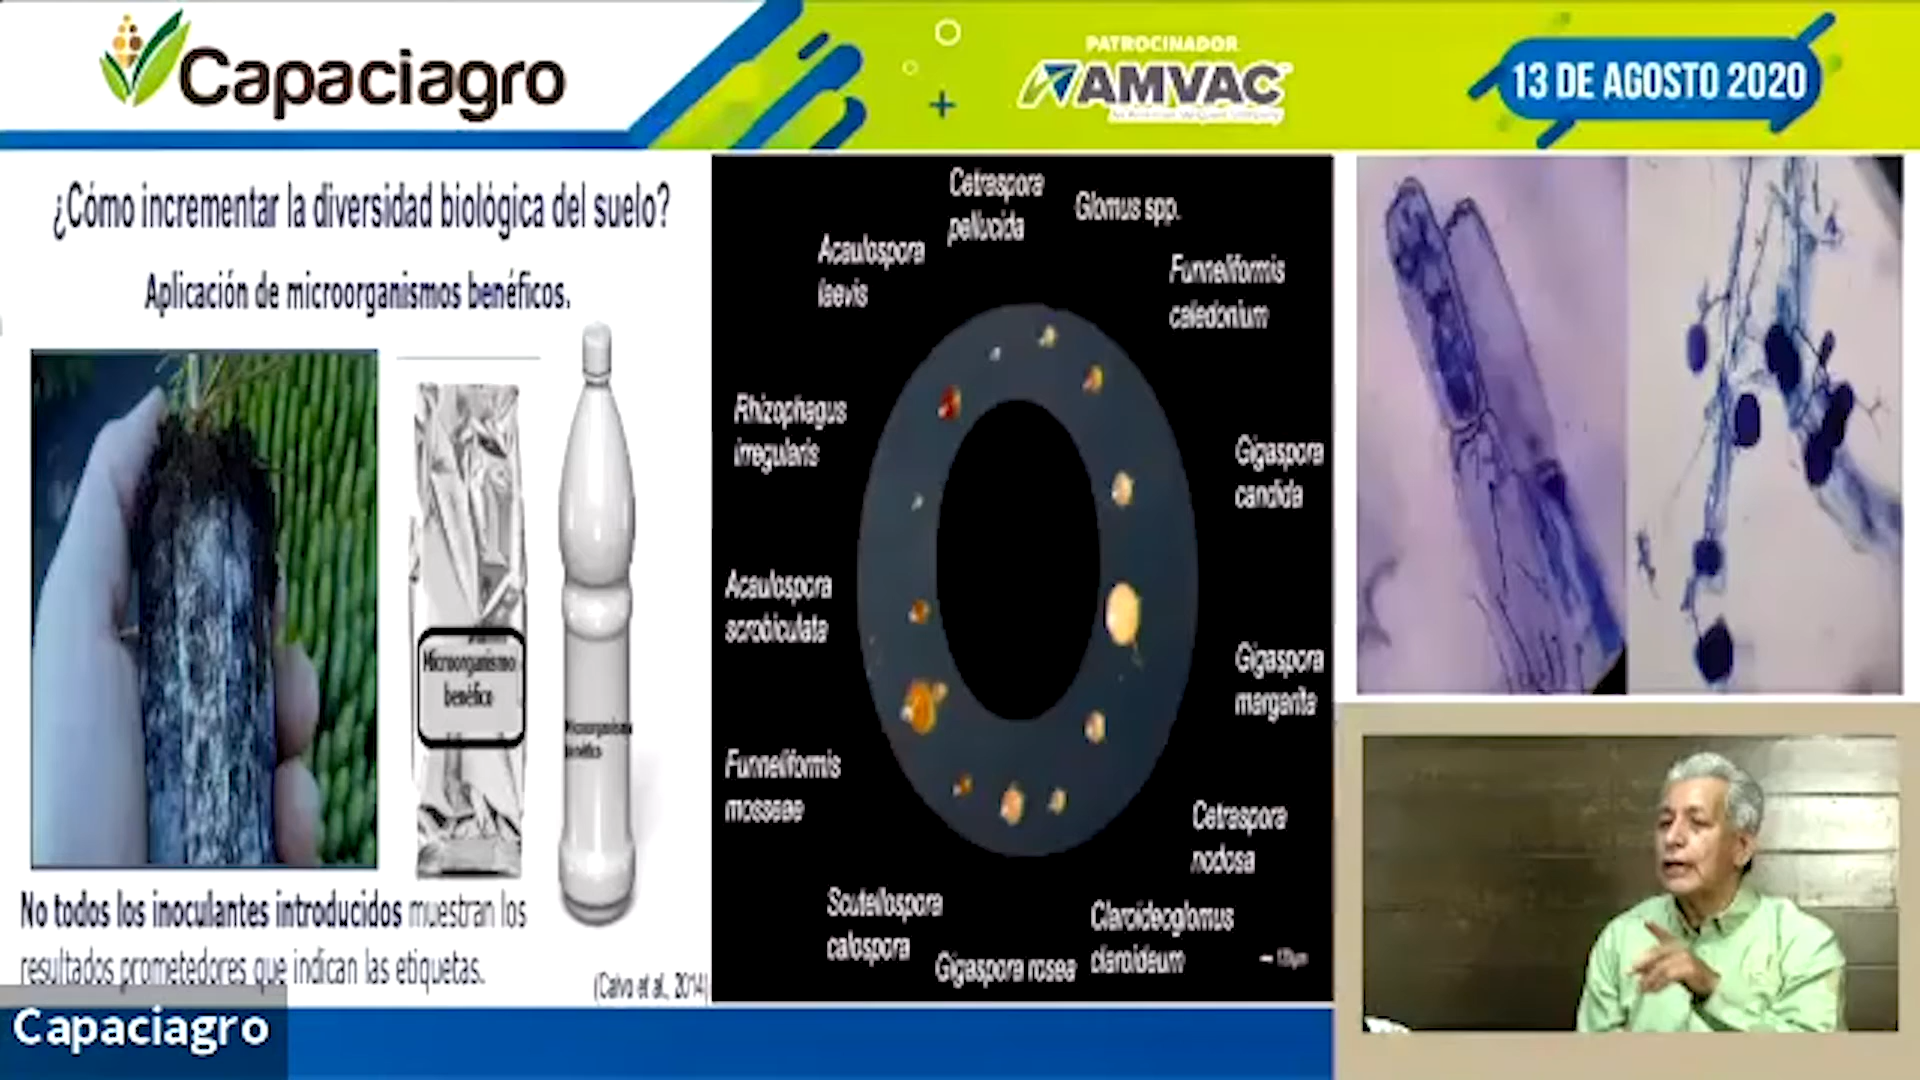 Capaciagro
PATROCINADOR
AMVAC
13 DE AGOSTO 2020
¿Cómo incrementar la diversidad biológica del suelo?
Aplicación de microorganismos benéficos.
Microorganismo
benéfico
No todos los inoculantes introducidos muestran los
resultados prometedores que indican las etiquetas.
(Calvo et al., 2014)
Cetraspora
pellucida
Glomus spp.
Acaulospora
laevis
Funneliformis
caledonium
Rhizophagus
irregularis
Gigaspora
candida
Acaulospora
scrobiculata
Gigaspora
margarita
Funneliformis
mosseae
Cetraspora
nodosa
Scutellospora
calospora
Claroideoglomus
claroideum
Gigaspora rosea
Capaciagro